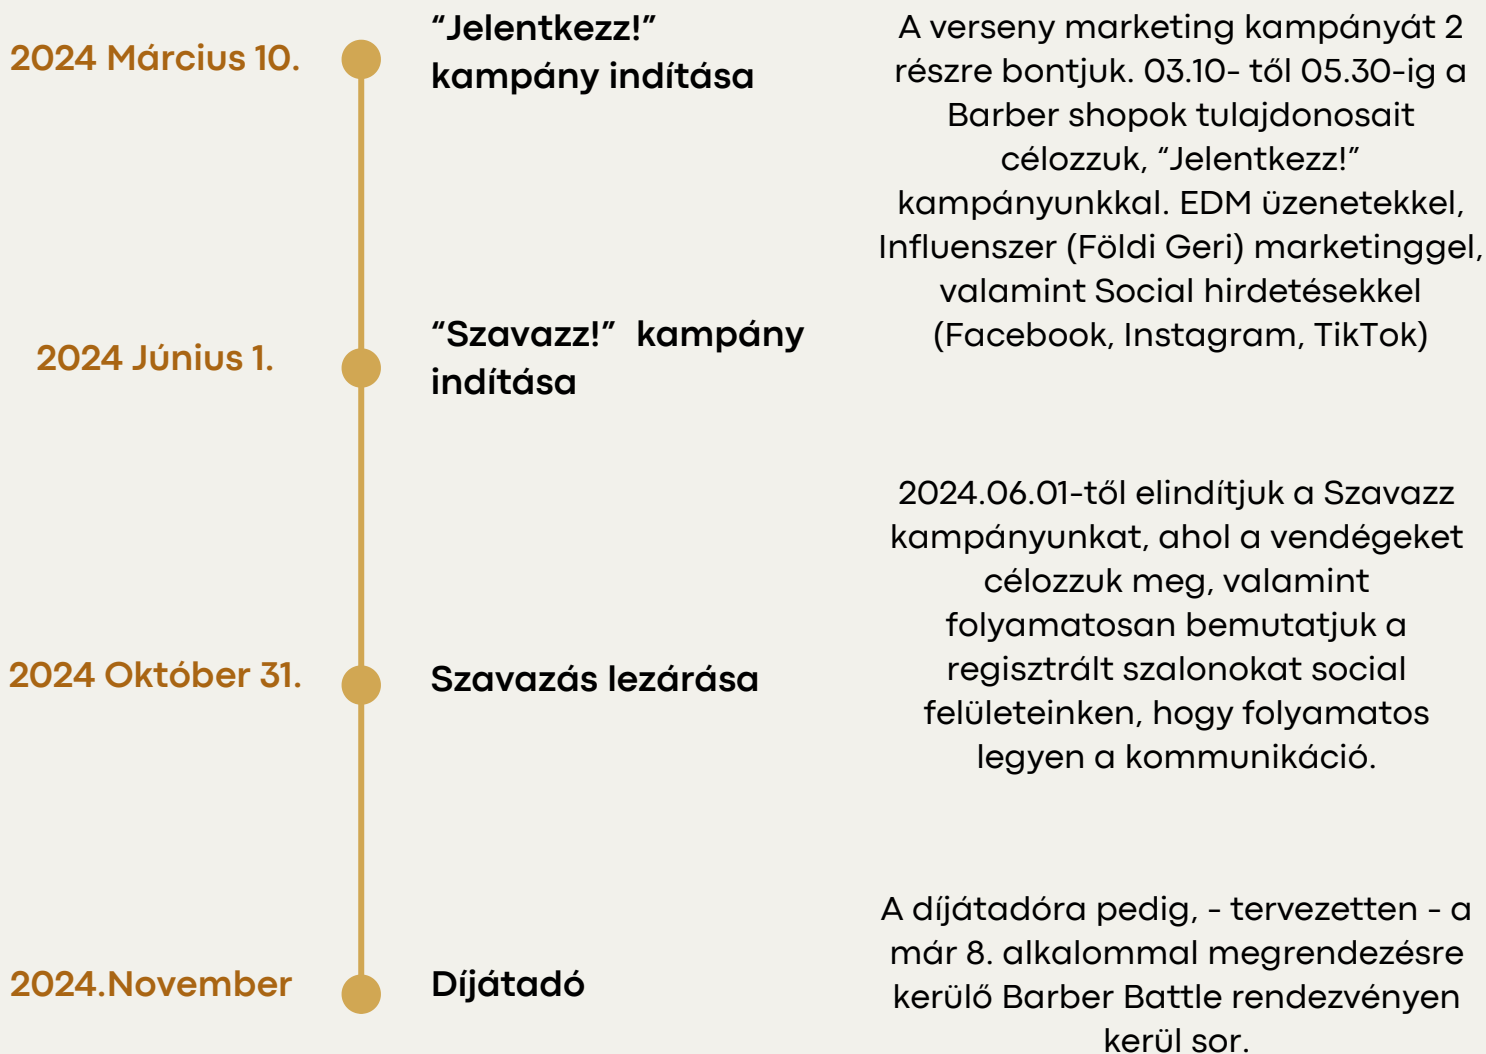 2024 Március 10.
“Jelentkezz!”
kampány indítása
A verseny marketing kampányát 2
részre bontjuk. 03.10- től 05.30-ig a
Barber shopok tulajdonosait
célozzuk, “Jelentkezz!”
kampányunkkal. EDM üzenetekkel,
Influenszer (Földi Geri) marketinggel,
valamint Social hirdetésekkel
(Facebook, Instagram, TikTok)
2024 Június 1.
“Szavazz!” kampány
indítása
2024.06.01-től elindítjuk a Szavazz
kampányunkat, ahol a vendégeket
célozzuk meg, valamint
folyamatosan bemutatjuk a
regisztrált szalonokat social
felületeinken, hogy folyamatos
legyen a kommunikáció.
2024 Október 31.
Szavazás lezárása
2024.November
Díjátadó
A díjátadóra pedig, - tervezetten - a
már 8. alkalommal megrendezésre
kerülő Barber Battle rendezvényen
kerül sor.